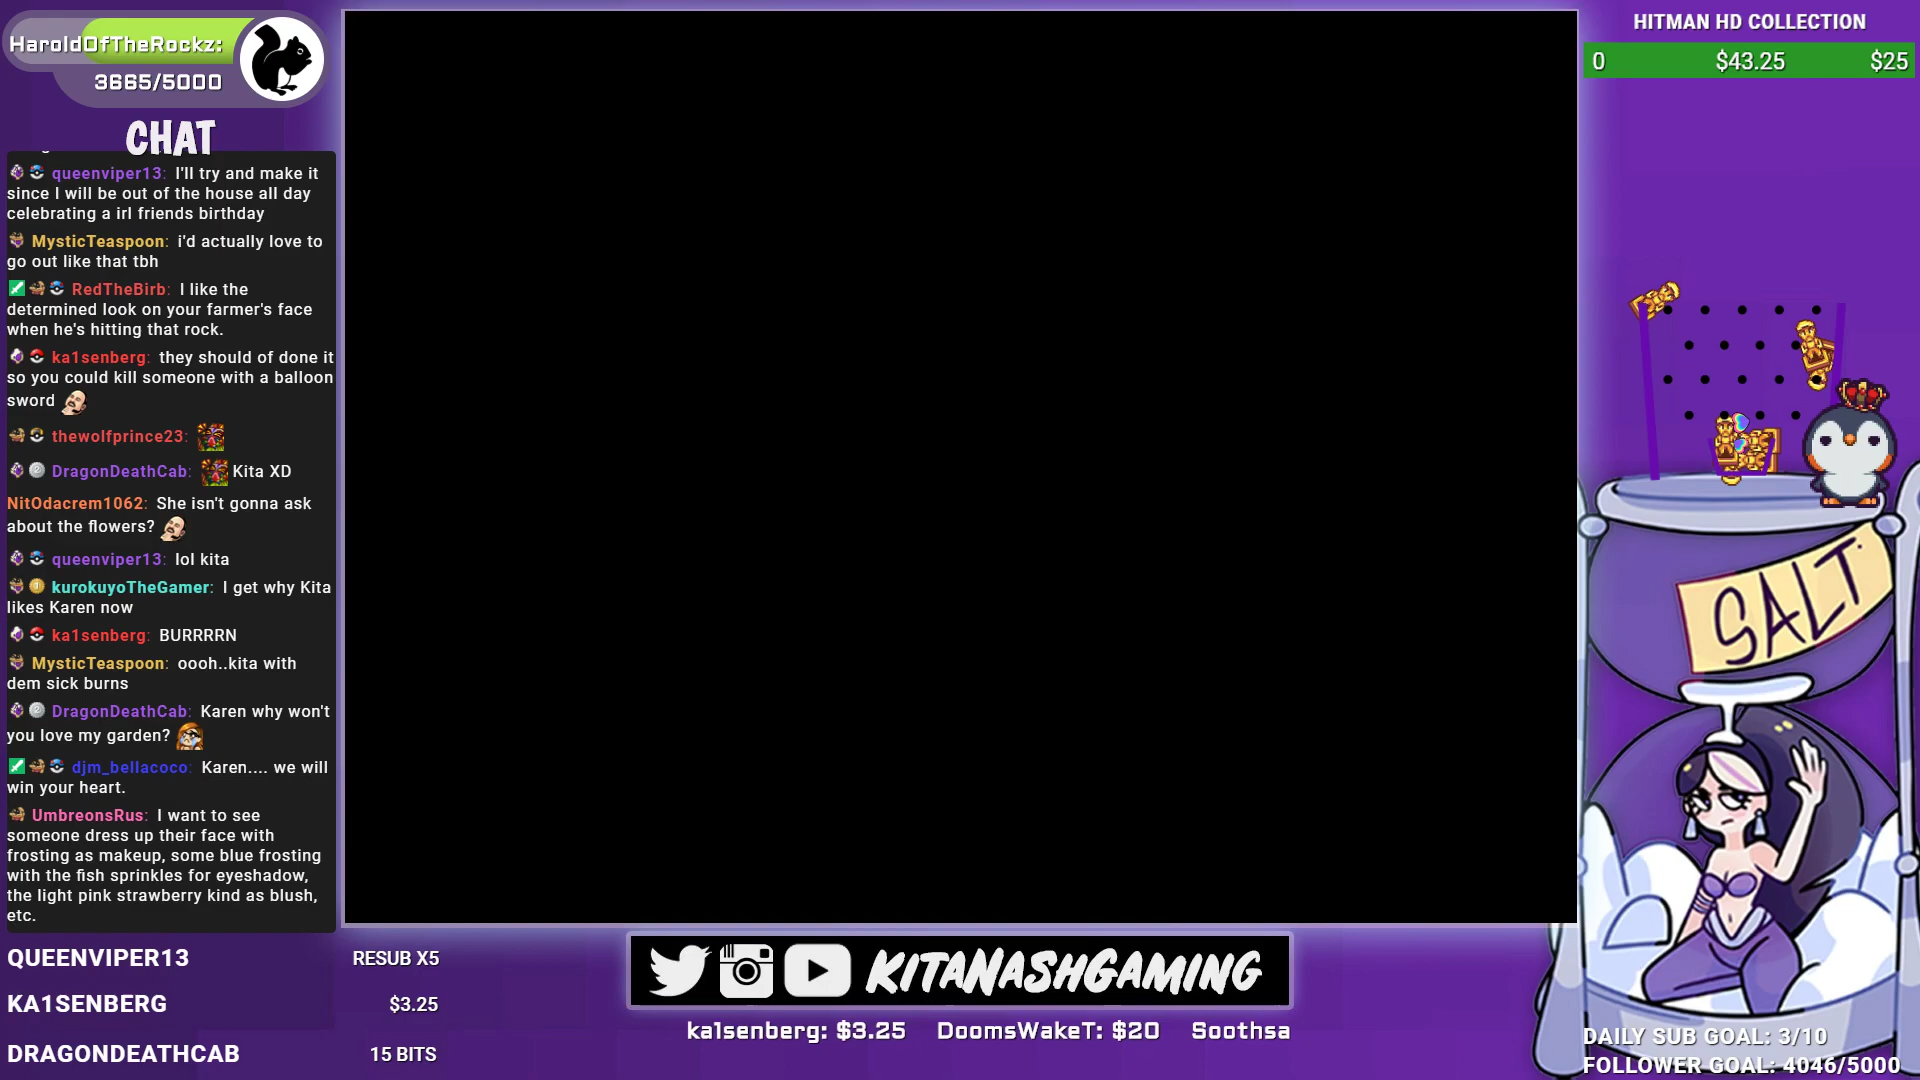 HaroldOfTheRockz:
3665/5000
CHAT
queenviper13: I'll try and make it
since I will be out of the house all day
celebrating a irl friends birthday
MysticTeaspoon: i'd actually love to
go out like that tbh
RedTheBirb: I like the
determined look on your farmer's face
when he's hitting that rock.
ka1senberg: they should of done it
so you could kill someone with a balloon
sword
thewolfprince23:
DragonDeathCab: Kita XD
NitOdacrem1062: She isn't gonna ask
about the flowers?
queenviper13: lol kita
kurokuyoTheGamer: I get why Kita
likes Karen now
ka1senberg: BURRRRN
MysticTeaspoon: oooh..kita with
dem sick burns
DragonDeathCab: Karen why won't
you love my garden?
djm_bellacoco: Karen.... we will
win your heart.
UmbreonsRus: I want to see
someone dress up their face with
frosting as makeup, some blue frosting
with the fish sprinkles for eyeshadow,
the light pink strawberry kind as blush,
etc.
QUEENVIPER13 RESUB X5
KA1SENBERG $3.25
DRAGONDEATHCAB 15 BITS
KITANASHGAMING
ka1senberg: $3.25 DoomsWakeT: $20 Soothsa
HITMAN HD COLLECTION
0 $43.25 $25
SALT
DAILY SUB GOAL: 3/10
FOLLOWER GOAL: 4046/5000